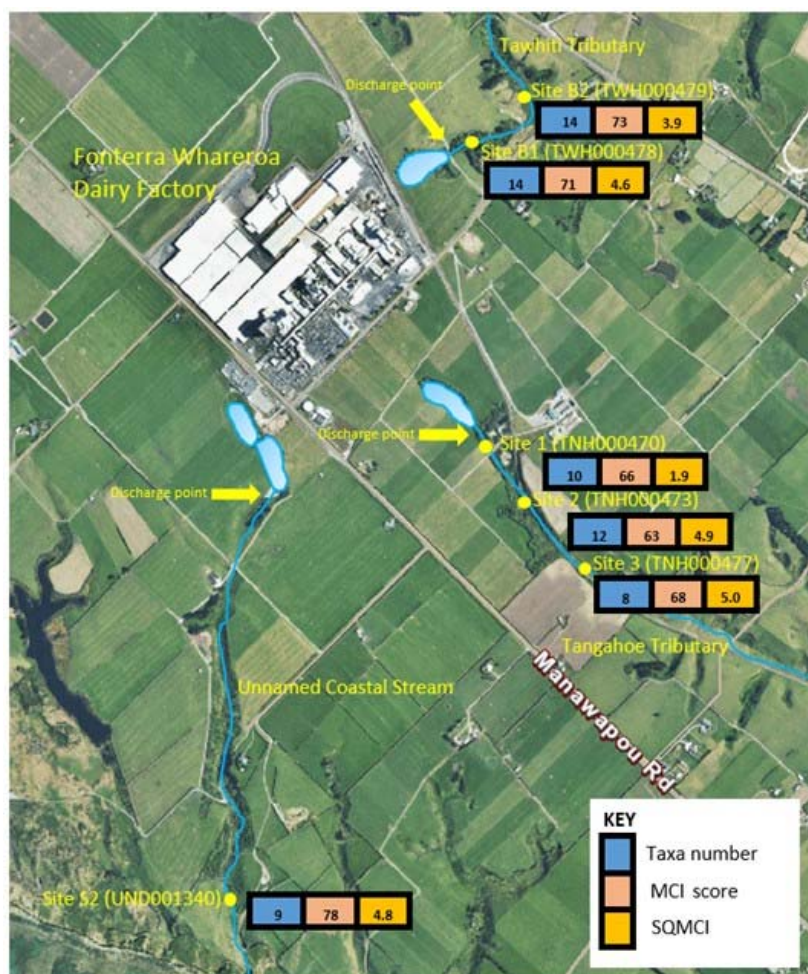 Tawhiti Tributary
Discharge point
Site B2 (TWH000479)
14 73 3.9
Site B1 (TWH000478)
14 71 4.6
Fonterra Whareroa
Dairy Factory
Discharge point
Site 1 (TNH000470)
10 66 1.9
Discharge point
Site 2 (TNH000473)
12 63 4.9
Site 3 (TNH000477)
8 68 5.0
Tangahoe Tributary
Unnamed Coastal Stream
Manawapou Rd
Site S2 (UND001340)
9 78 4.8
KEY
Taxa number
MCI score
SQMCI